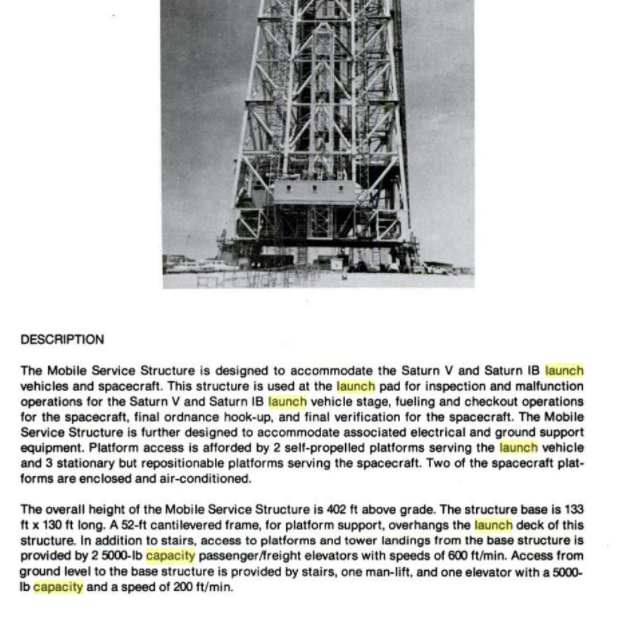 DESCRIPTION
The Mobile Service Structure is designed to accommodate the Saturn V and Saturn IB launch
vehicles and spacecraft. This structure is used at the launch pad for inspection and malfunction
operations for the Saturn V and Saturn IB launch vehicle stage, fueling and checkout operations
for the spacecraft, final ordnance hook-up, and final verification for the spacecraft. The Mobile
Service Structure is further designed to accommodate associated electrical and ground support
equipment. Platform access is afforded by 2 self-propelled platforms serving the launch vehicle
and 3 stationary but repositionable platforms serving the spacecraft. Two of the spacecraft plat-
forms are enclosed and air-conditioned.
The overall height of the Mobile Service Structure is 402 ft above grade. The structure base is 133
ft x 130 ft long. A 52-ft cantilevered frame, for platform support, overhangs the launch deck of this
structure. In addition to stairs, access to platforms and tower landings from the base structure is
provided by 2 5000-lb capacity passenger/freight elevators with speeds of 600 ft/min. Access from
ground level to the base structure is provided by stairs, one man-lift, and one elevator with a 5000-
lb capacity and a speed of 200 ft/min.